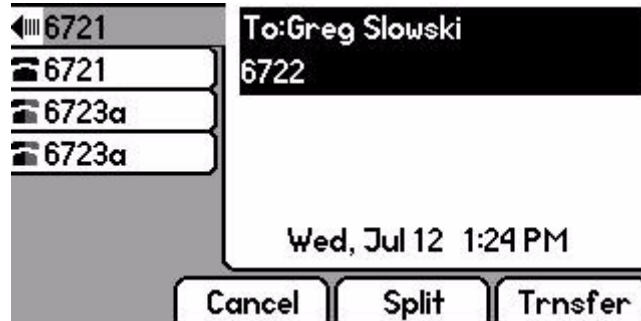 6721
6721
6723a
6723a
To:Greg Slowski
6722
Wed, Jul 12 1:24 PM
Cancel Split Trnsfer